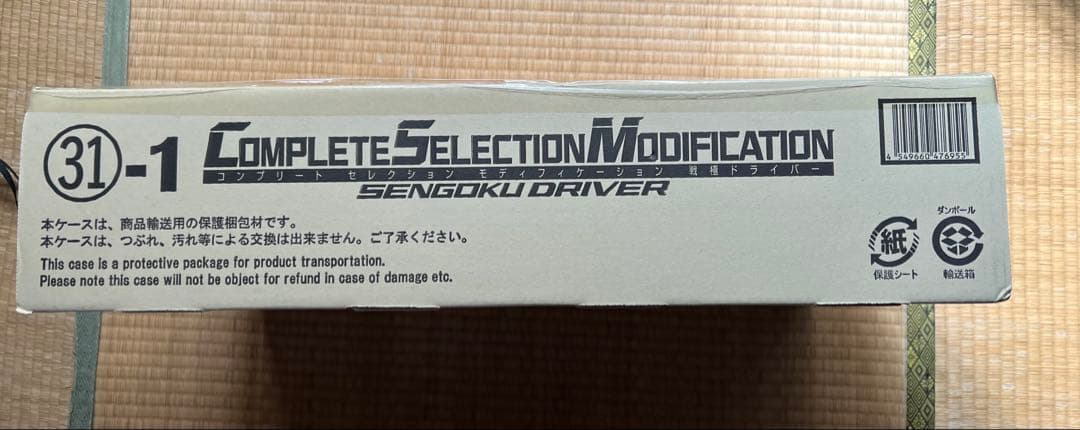 31-1
COMPLETE SELECTION MODIFICATION
コンプリート セレクション モディフィケーション 戦極ドライバー
SENGOKU DRIVER
本ケースは、商品輸送用の保護梱包材です。
本ケースは、つぶれ、汚れ等による交換は出来ません。ご了承ください。
This case is a protective package for product transportation.
Please note this case will not be object for refund in case of damage etc.
4 549660 476955
紙
保護シート
ダンボール
輸送箱